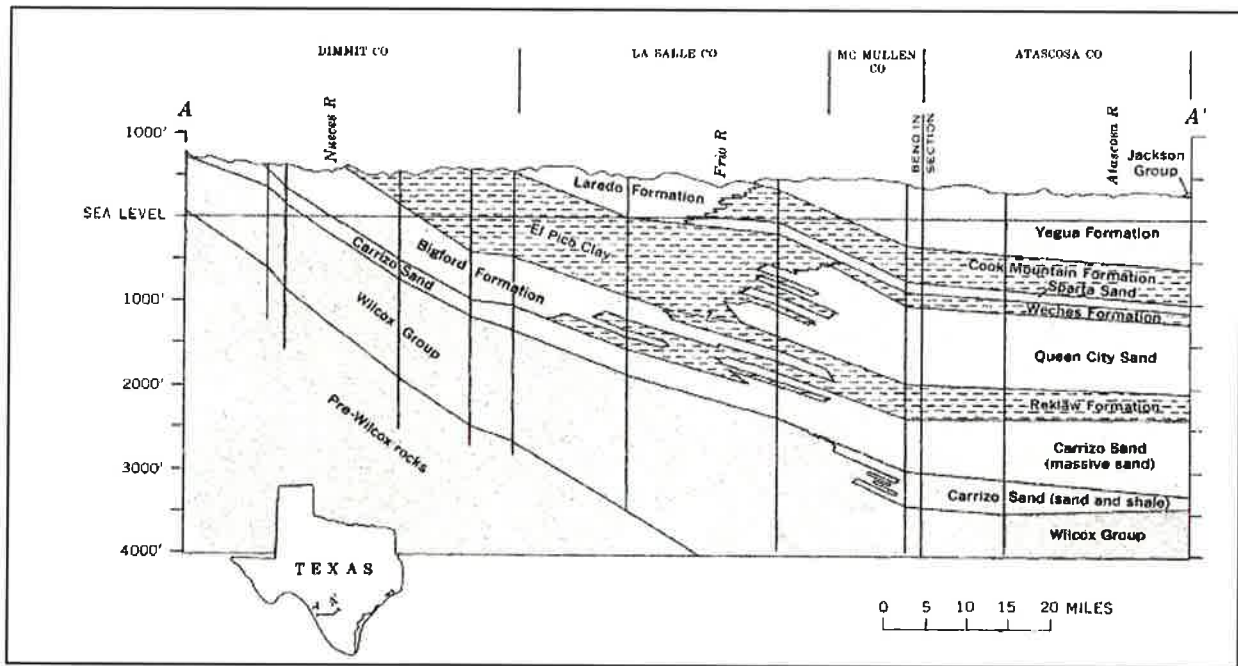 DIMMIT CO
LA SALLE CO
MC MULLEN
CO
ATASCOSA CO
A
Nueces R
Frio R
BEND IN
SECTION
Atascosa R
A'
1000'
Jackson
Group
Laredo Formation
SEA LEVEL
Yegua Formation
El Pico Clay
Cook Mountain Formation
Bigford Formation
Sparta Sand
Carrizo Sand
Weches Formation
1000'
Wilcox Group
Queen City Sand
2000'
Reklaw Formation
Pre-Wilcox rocks
Carrizo Sand
(massive sand)
3000'
Carrizo Sand (sand and shale)
Wilcox Group
4000'
TEXAS
A
A'
0 5 10 15 20 MILES